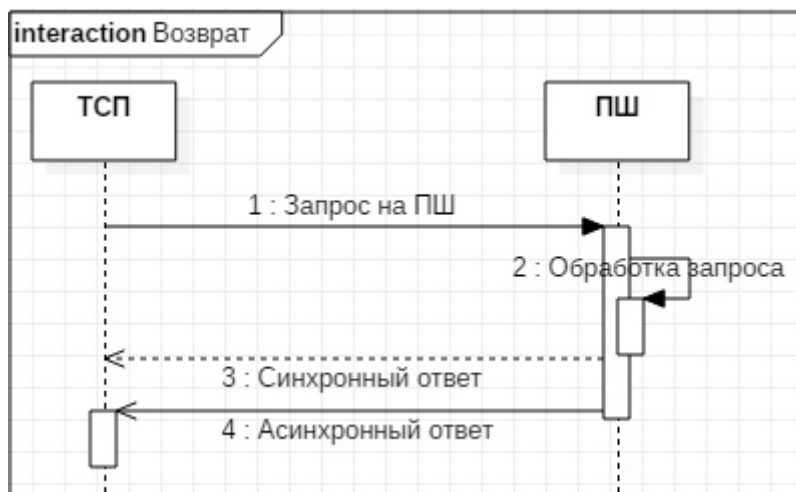 interaction Возврат
ТСП
ПШ
1 : Запрос на ПШ
2 : Обработка запроса
3 : Синхронный ответ
4 : Асинхронный ответ